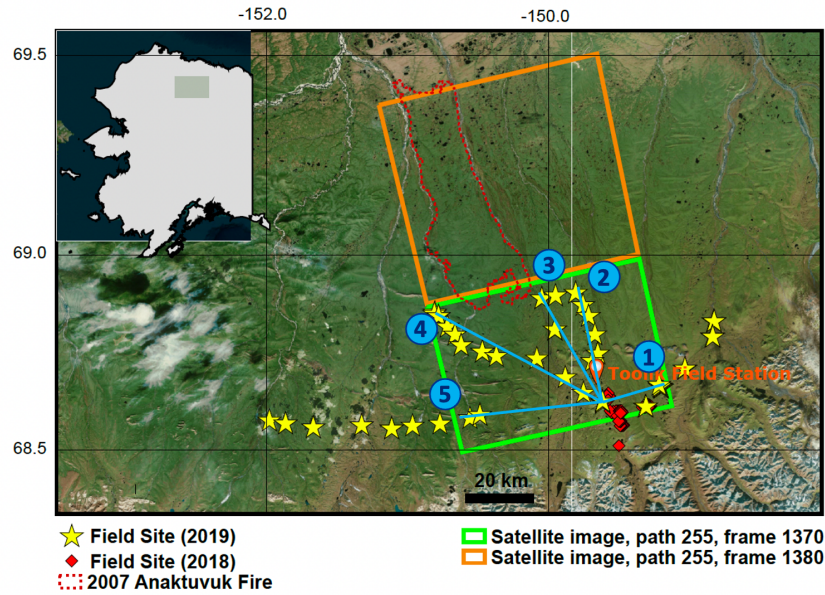 -152.0 -150.0
69.5
69.0
68.5
3
2
4
1
Toolik Field Station
5
20 km
Field Site (2019)
Field Site (2018)
2007 Anaktuvuk Fire
Satellite image, path 255, frame 1370
Satellite image, path 255, frame 1380